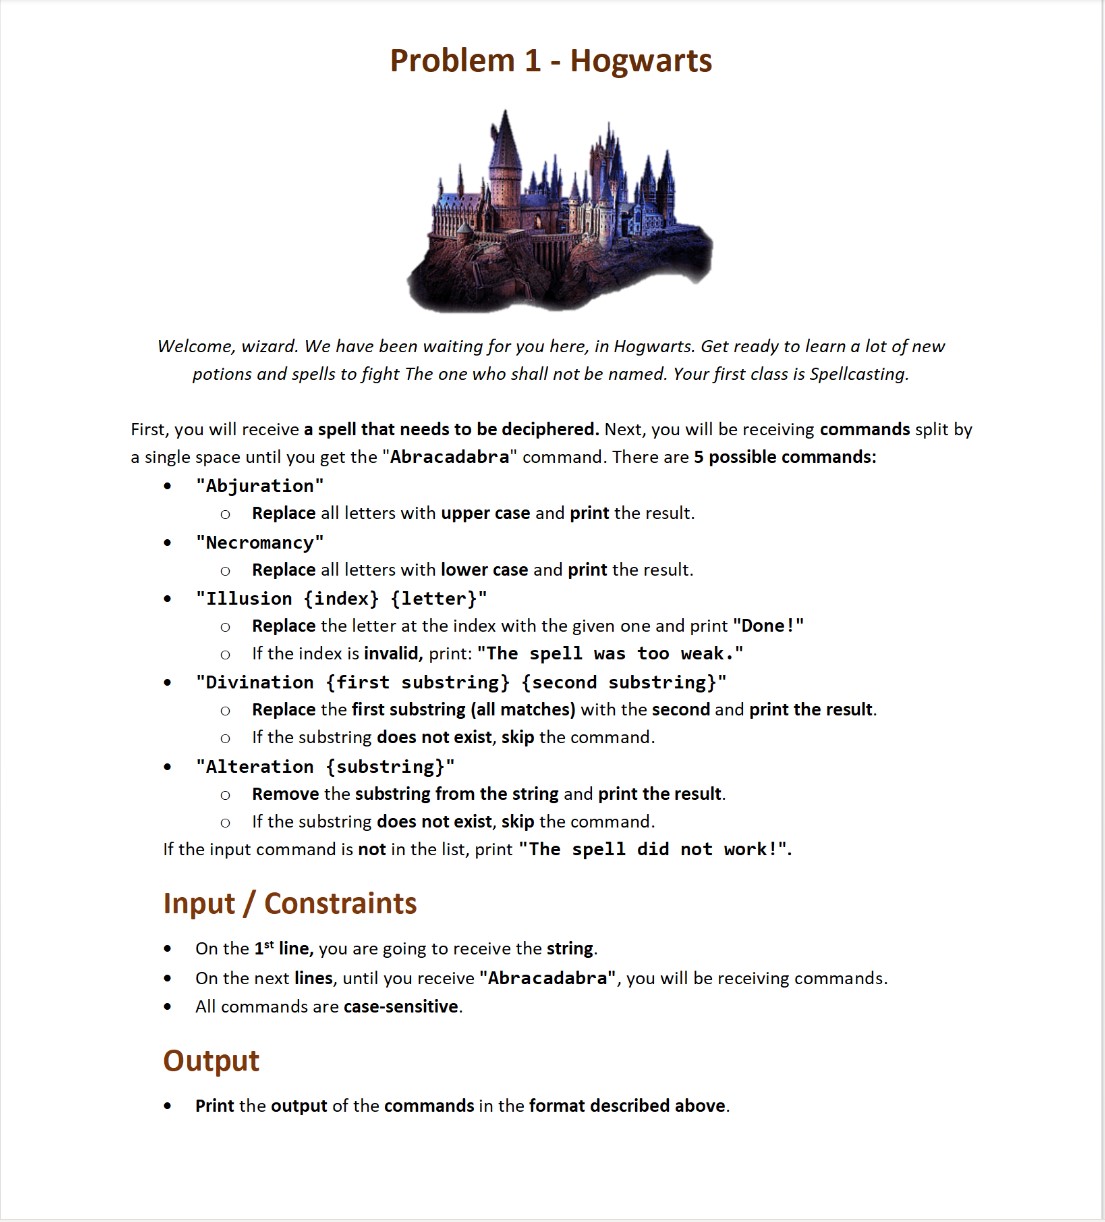 Problem 1 - Hogwarts
Welcome, wizard. We have been waiting for you here, in Hogwarts. Get ready to learn a lot of new
potions and spells to fight The one who shall not be named. Your first class is Spellcasting.
First, you will receive a spell that needs to be deciphered. Next, you will be receiving commands split by
a single space until you get the "Abracadabra" command. There are 5 possible commands:
• "Abjuration"
○ Replace all letters with upper case and print the result.
• "Necromancy"
○ Replace all letters with lower case and print the result.
• "Illusion {index} {letter}"
○ Replace the letter at the index with the given one and print "Done!"
○ If the index is invalid, print: "The spell was too weak."
• "Divination {first substring} {second substring}"
○ Replace the first substring (all matches) with the second and print the result.
○ If the substring does not exist, skip the command.
• "Alteration {substring}"
○ Remove the substring from the string and print the result.
○ If the substring does not exist, skip the command.
If the input command is not in the list, print "The spell did not work!".
Input / Constraints
• On the 1st line, you are going to receive the string.
• On the next lines, until you receive "Abracadabra", you will be receiving commands.
• All commands are case-sensitive.
Output
• Print the output of the commands in the format described above.